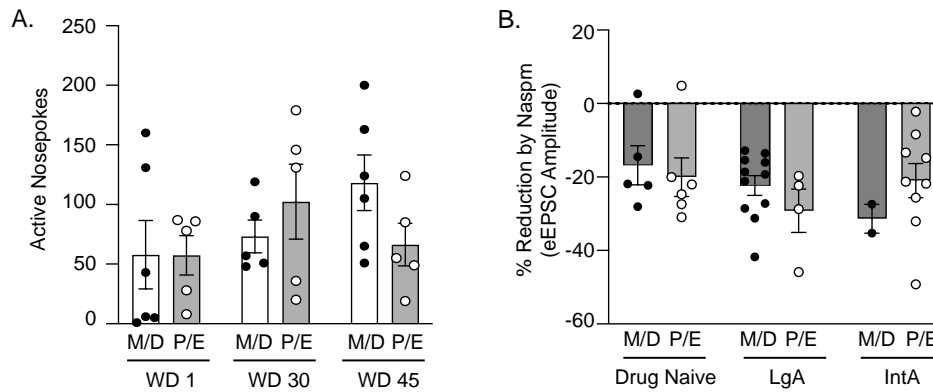 A.
Active Nosepokes
250
200
150
100
50
0
M/D P/E M/D P/E M/D P/E
WD 1 WD 30 WD 45
B.
% Reduction by Naspm
(eEPSC Amplitude)
20
0
-20
-40
-60
M/D P/E M/D P/E M/D P/E
Drug Naive LgA IntA